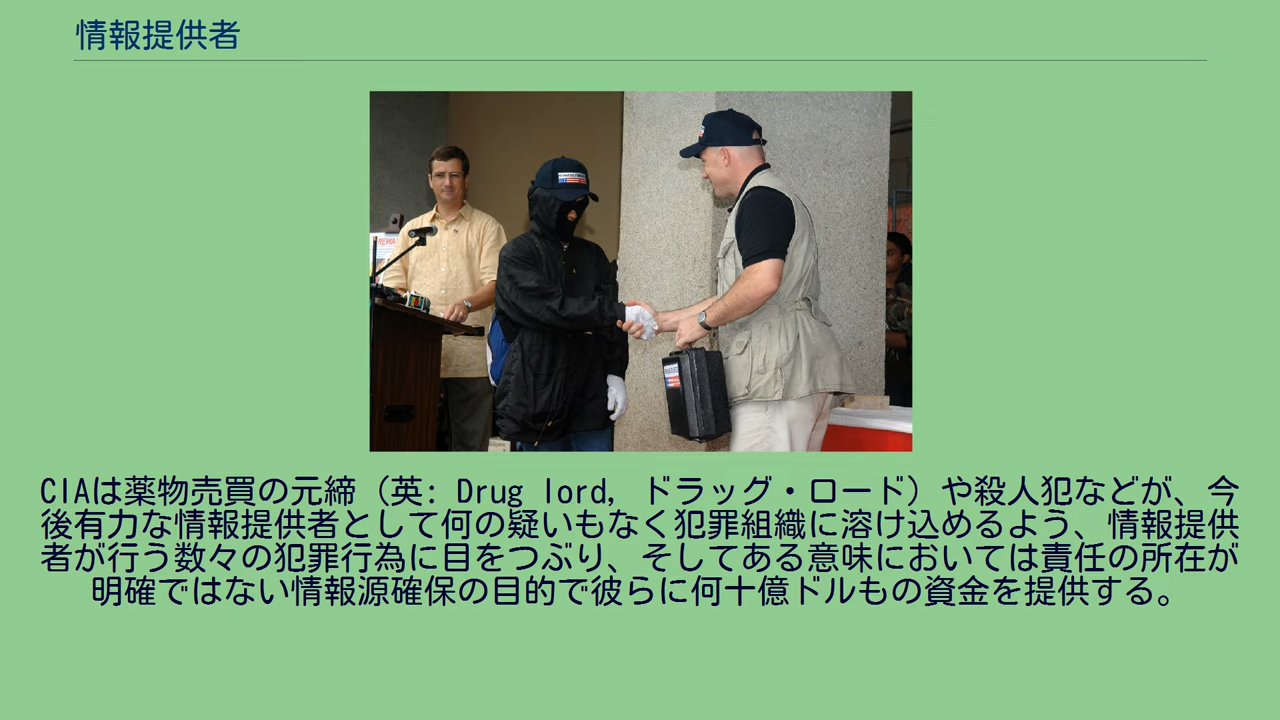 情報提供者
REWA
CIAは薬物売買の元締（英: Drug lord, ドラッグ・ロード）や殺人犯などが、今
後有力な情報提供者として何の疑いもなく犯罪組織に溶け込めるよう、情報提供
者が行う数々の犯罪行為に目をつぶり、そしてある意味においては責任の所在が
明確ではない情報源確保の目的で彼らに何十億ドルもの資金を提供する。